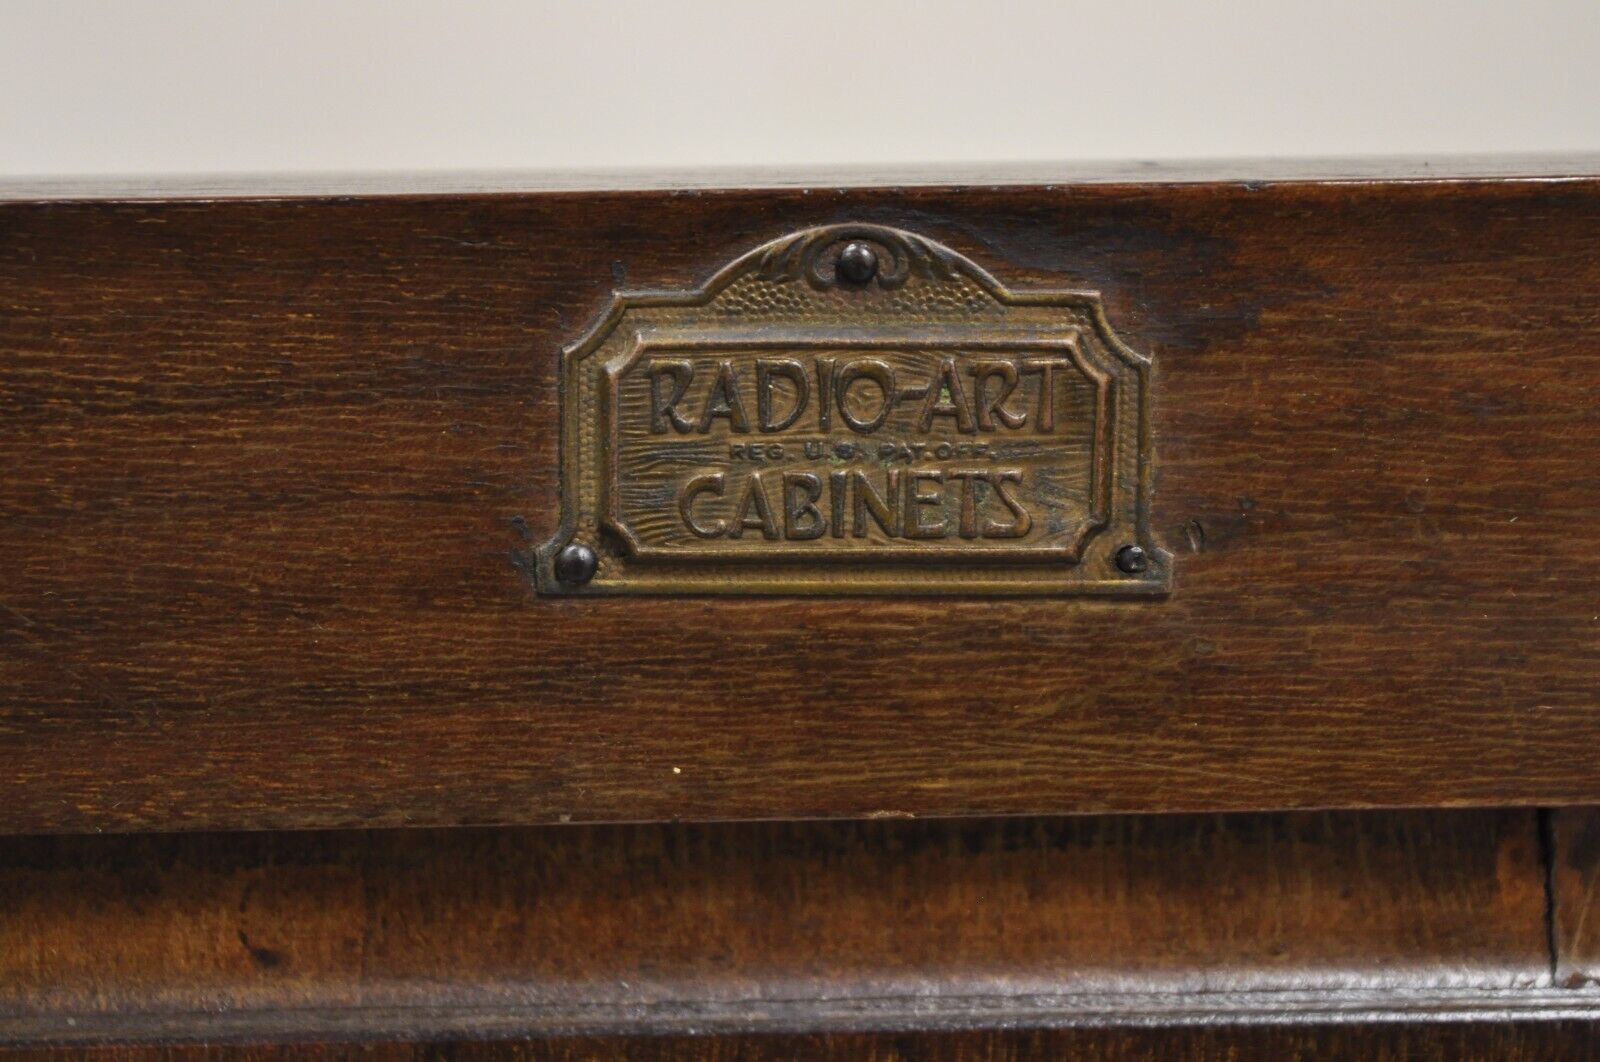 RADIO-ART
REG. U.S. PAT. OFF.
CABINETS